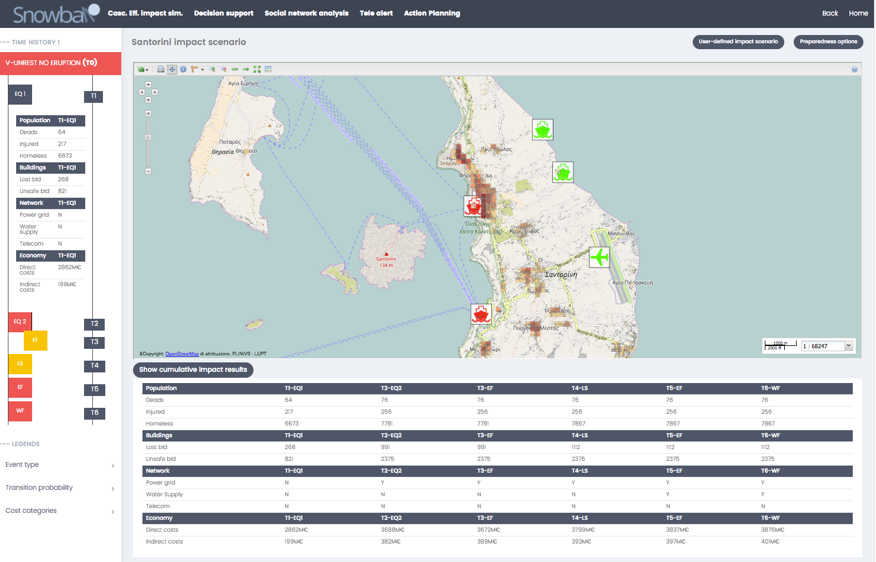 Snowball
Casc. Eff. impact sim. Decision support Social network analysis Tele alert Action Planning Back Home
--- TIME HISTORY 1
V-UNREST NO ERUPTION (T0)
EQ 1 T1
Population T1-EQ1
Deads 64
Injured 217
Homeless 6673
Buildings T1-EQ1
Lost bld 268
Unsafe bld 821
Network T1-EQ1
Power grid N
Water supply N
Telecom N
Economy T1-EQ1
Direct costs 2862M€
Indirect costs 199M€
EQ 2 T2
EF T3
LS T4
EF T5
WF T6
--- LEGENDS
Event type
Transition probability
Cost categories
Santorini impact scenario
User-defined impact scenario Preparedness options
Ποταμός
Θηρασία
Santorini
134 m
Σαντορίνη
©Copyright: OpenStreetMap di attribuzione, PLINIVS - LUPT
1000 m
2000 ft
1 : 68247
Show cumulative impact results
Population T1-EQ1 T2-EQ2 T3-EF T4-LS T5-EF T6-WF
Deads 64 76 76 76 76 76
Injured 217 256 256 256 256 256
Homeless 6673 7781 7781 7867 7867 7867
Buildings T1-EQ1 T2-EQ2 T3-EF T4-LS T5-EF T6-WF
Lost bld 268 991 991 1112 1112 1112
Unsafe bld 821 2375 2375 2375 2375 2375
Network T1-EQ1 T2-EQ2 T3-EF T4-LS T5-EF T6-WF
Power grid N Y Y Y Y Y
Water Supply N N N N Y Y
Telecom N N N N N N
Economy T1-EQ1 T2-EQ2 T3-EF T4-LS T5-EF T6-WF
Direct costs 2862M€ 3688M€ 3672M€ 3799M€ 3837M€ 3876M€
Indirect costs 199M€ 382M€ 389M€ 393M€ 397M€ 401M€